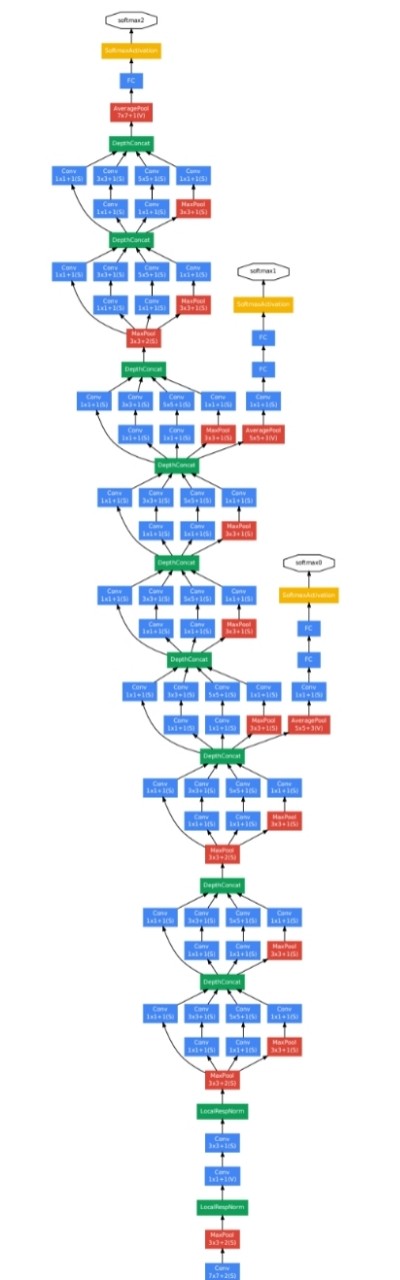 softmax2
SoftmaxActivation
FC
AveragePool
7x7+1(V)
DepthConcat
Conv Conv Conv Conv
1x1+1(S) 3x3+1(S) 5x5+1(S) 1x1+1(S)
Conv Conv MaxPool
1x1+1(S) 1x1+1(S) 3x3+1(S)
DepthConcat
Conv Conv Conv Conv softmax1
1x1+1(S) 3x3+1(S) 5x5+1(S) 1x1+1(S)
Conv Conv MaxPool SoftmaxActivation
1x1+1(S) 1x1+1(S) 3x3+1(S)
MaxPool FC
3x3+2(S)
DepthConcat FC
Conv Conv Conv Conv Conv
1x1+1(S) 3x3+1(S) 5x5+1(S) 1x1+1(S) 1x1+1(S)
Conv Conv MaxPool AveragePool
1x1+1(S) 1x1+1(S) 3x3+1(S) 5x5+3(V)
DepthConcat
Conv Conv Conv Conv
1x1+1(S) 3x3+1(S) 5x5+1(S) 1x1+1(S)
Conv Conv MaxPool
1x1+1(S) 1x1+1(S) 3x3+1(S)
DepthConcat softmax0
Conv Conv Conv Conv SoftmaxActivation
1x1+1(S) 3x3+1(S) 5x5+1(S) 1x1+1(S)
Conv Conv MaxPool FC
1x1+1(S) 1x1+1(S) 3x3+1(S)
DepthConcat FC
Conv Conv Conv Conv Conv
1x1+1(S) 3x3+1(S) 5x5+1(S) 1x1+1(S) 1x1+1(S)
Conv Conv MaxPool AveragePool
1x1+1(S) 1x1+1(S) 3x3+1(S) 5x5+3(V)
DepthConcat
Conv Conv Conv Conv
1x1+1(S) 3x3+1(S) 5x5+1(S) 1x1+1(S)
Conv Conv MaxPool
1x1+1(S) 1x1+1(S) 3x3+1(S)
MaxPool
3x3+2(S)
DepthConcat
Conv Conv Conv Conv
1x1+1(S) 3x3+1(S) 5x5+1(S) 1x1+1(S)
Conv Conv MaxPool
1x1+1(S) 1x1+1(S) 3x3+1(S)
DepthConcat
Conv Conv Conv Conv
1x1+1(S) 3x3+1(S) 5x5+1(S) 1x1+1(S)
Conv Conv MaxPool
1x1+1(S) 1x1+1(S) 3x3+1(S)
MaxPool
3x3+2(S)
LocalRespNorm
Conv
3x3+1(S)
Conv
1x1+1(V)
LocalRespNorm
MaxPool
3x3+2(S)
Conv
7x7+2(S)